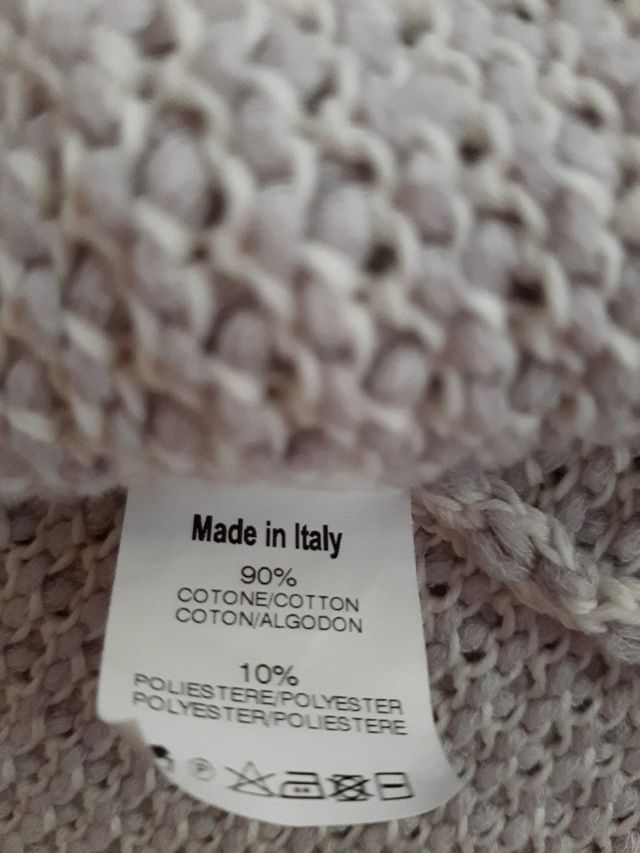 Made in Italy
90%
COTONE/COTTON
COTON/ALGODON
10%
POLIESTERE/POLYESTER
POLYESTER/POLIESTERE
P